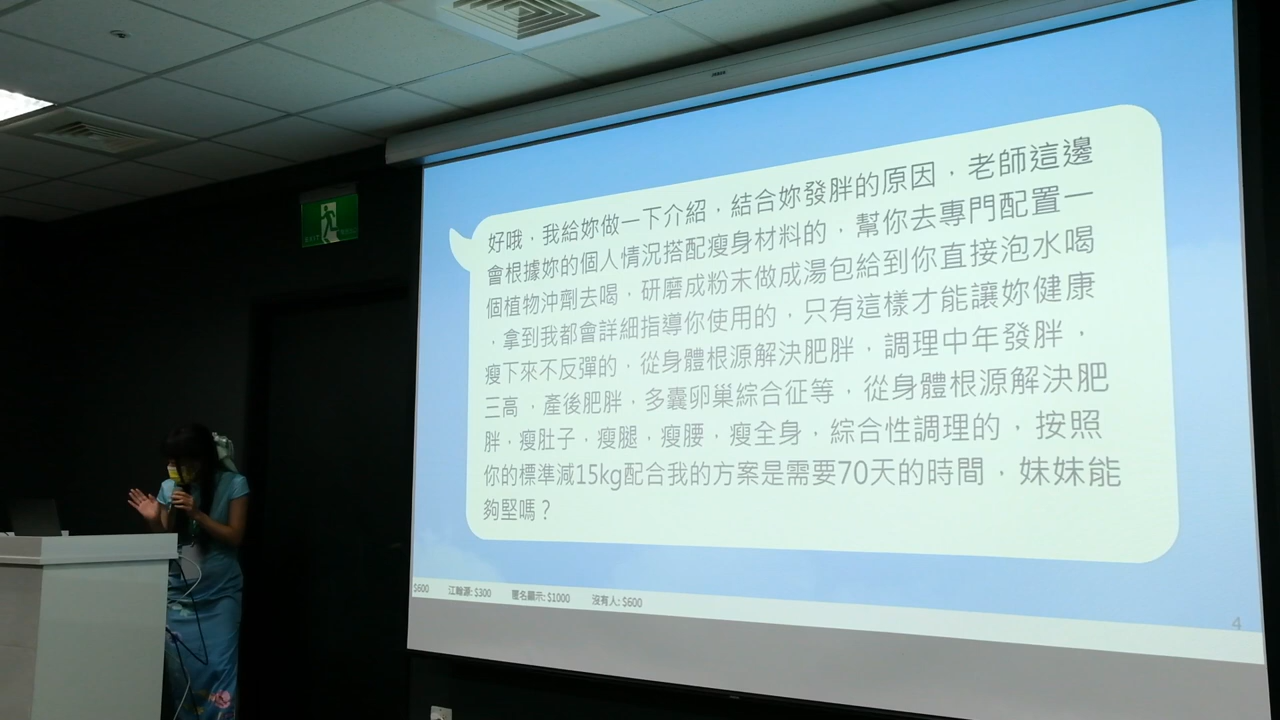 好哦，我給妳做一下介紹，結合妳發胖的原因，老師這邊
會根據妳的個人情況搭配瘦身材料的，幫你去專門配置一
個植物沖劑去喝，研磨成粉末做成湯包給到你直接泡水喝
，拿到我都會詳細指導你使用的，只有這樣才能讓妳健康
瘦下來不反彈的，從身體根源解決肥胖，調理中年發胖，
三高，產後肥胖，多囊卵巢綜合征等，從身體根源解決肥
胖，瘦肚子，瘦腿，瘦腰，瘦全身，綜合性調理的，按照
你的標準減15kg配合我的方案是需要70天的時間，妹妹能
夠堅嗎？
$600 江翰源: $300 匿名顯示: $1000 沒有人: $600
4
EXIT